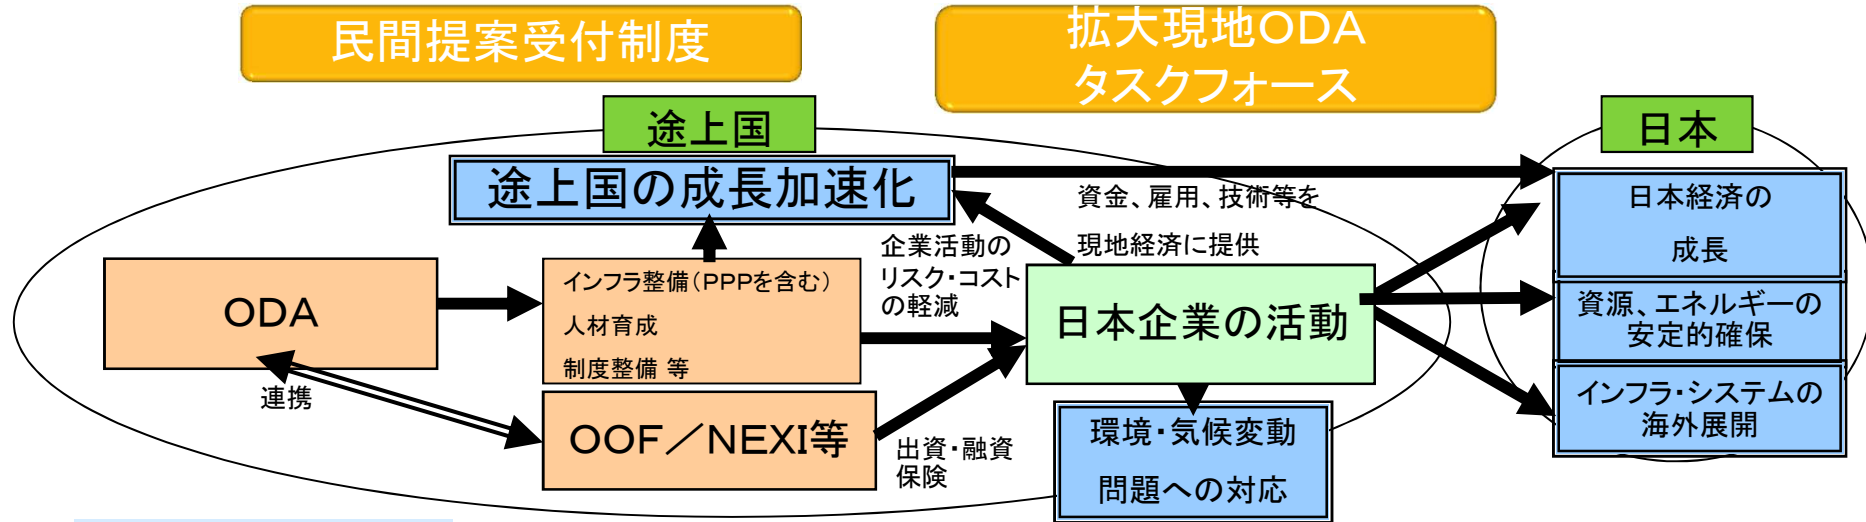 民間提案受付制度
拡大現地ODA
タスクフォース
途上国
日本
途上国の成長加速化
資金、雇用、技術等を
現地経済に提供
日本経済の
成長
企業活動の
リスク・コスト
の軽減
ODA
インフラ整備(PPPを含む)
人材育成
制度整備 等
日本企業の活動
資源、エネルギーの
安定的確保
連携
OOF/NEXI等
出資・融資
保険
環境・気候変動
問題への対応
インフラ・システムの
海外展開